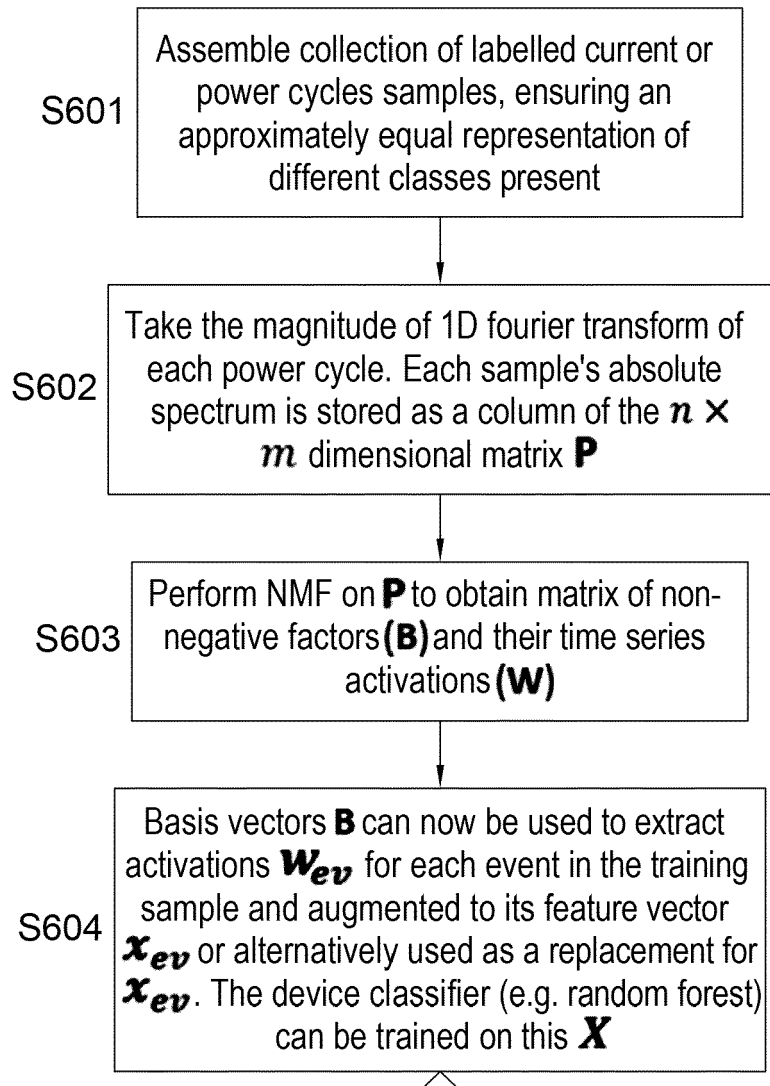 S601
Assemble collection of labelled current or
power cycles samples, ensuring an
approximately equal representation of
different classes present
S602
Take the magnitude of 1D fourier transform of
each power cycle. Each sample's absolute
spectrum is stored as a column of the n ×
m dimensional matrix P
S603
Perform NMF on P to obtain matrix of non-
negative factors (B) and their time series
activations (W)
S604
Basis vectors B can now be used to extract
activations w_ev for each event in the training
sample and augmented to its feature vector
x_ev or alternatively used as a replacement for
x_ev. The device classifier (e.g. random forest)
can be trained on this X